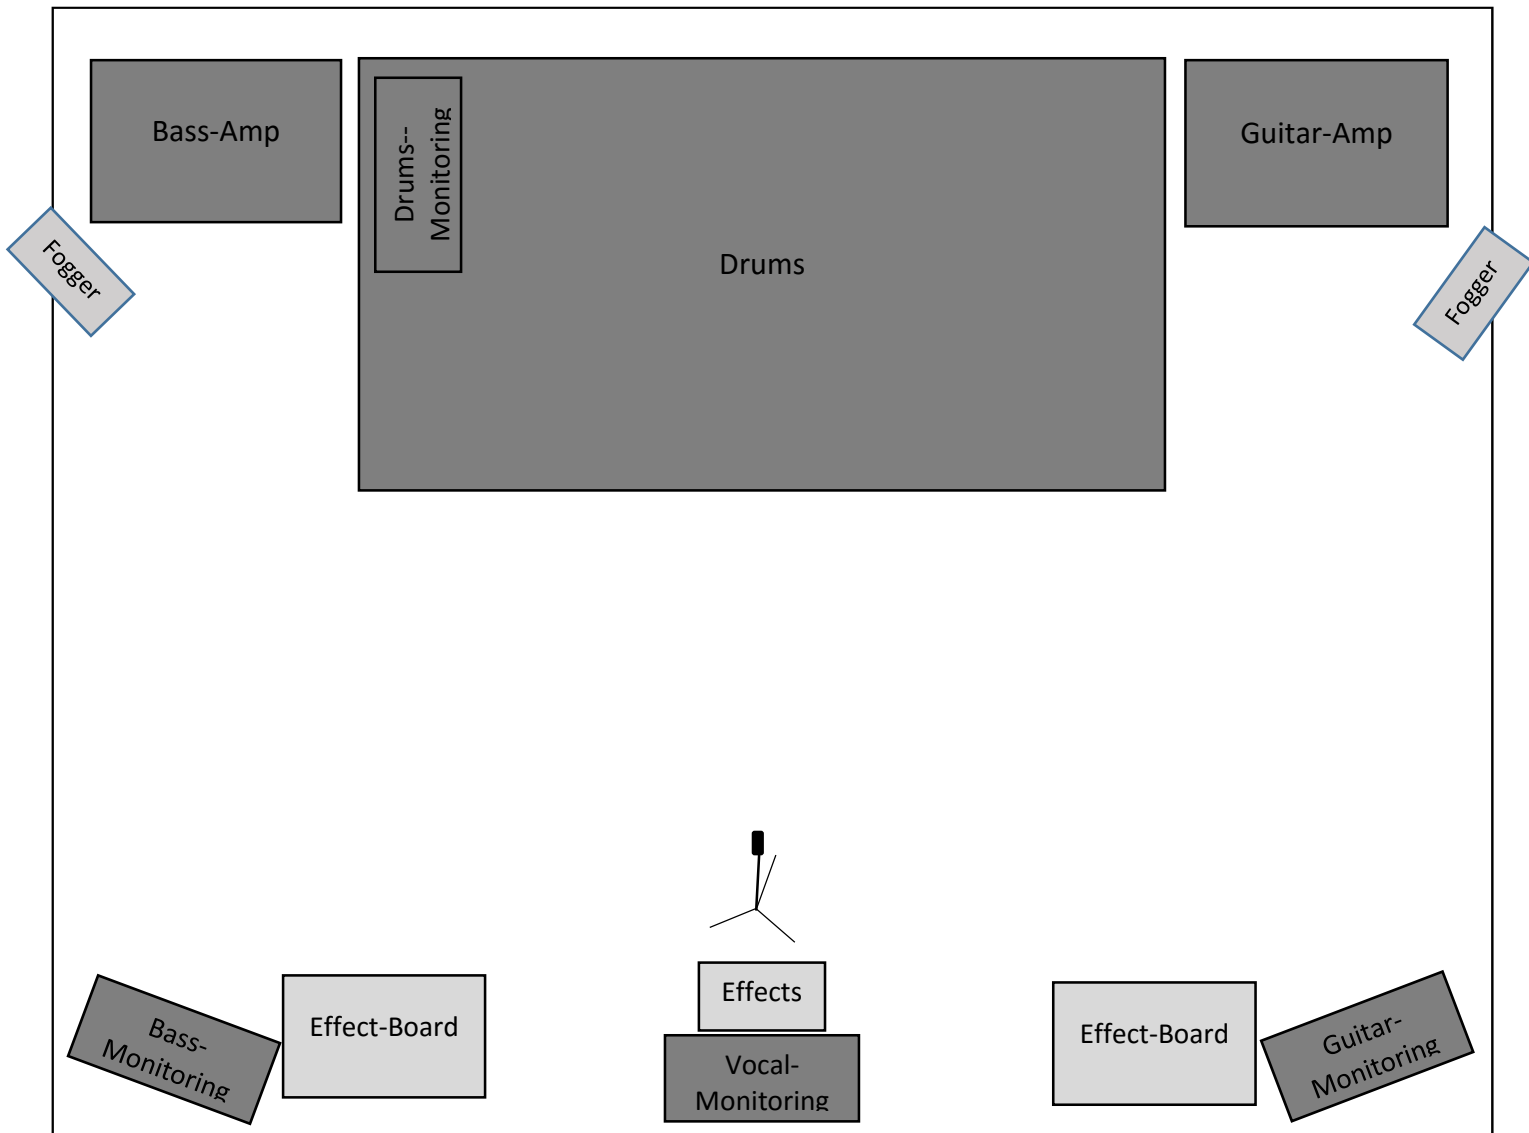 Bass-Amp
Drums--
Monitoring
Drums
Guitar-Amp
Fogger
Fogger
Bass-
Monitoring
Effect-Board
Effects
Vocal-
Monitoring
Effect-Board
Guitar-
Monitoring